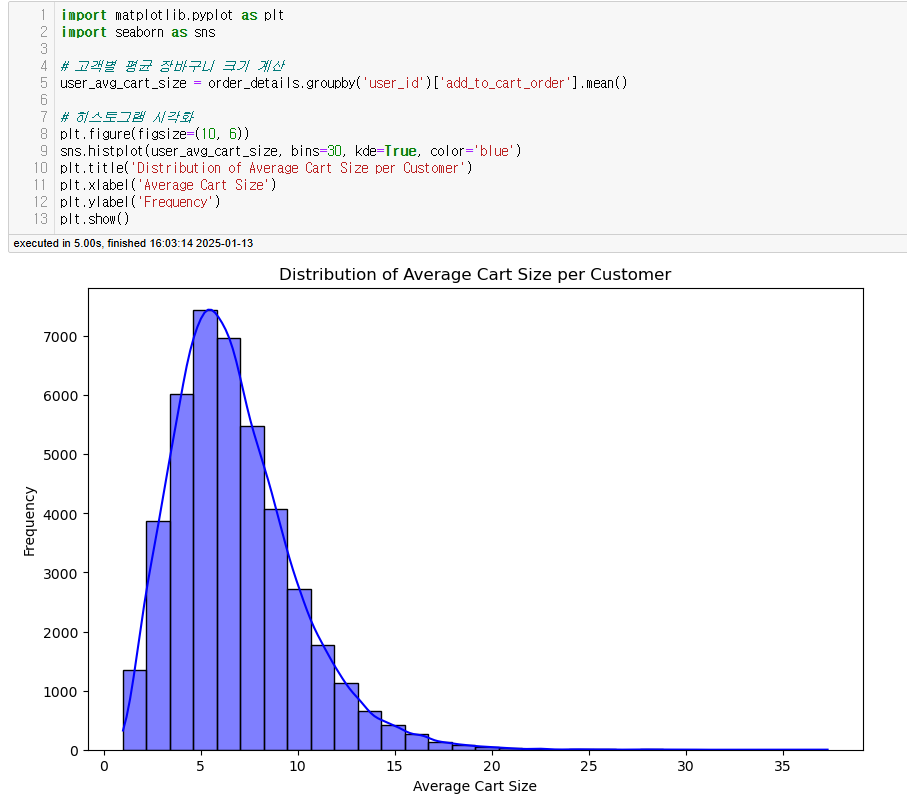 1 import matplotlib.pyplot as plt
2 import seaborn as sns
3
4 # 고객별 평균 장바구니 크기 계산
5 user_avg_cart_size = order_details.groupby('user_id')['add_to_cart_order'].mean()
6
7 # 히스토그램 시각화
8 plt.figure(figsize=(10, 6))
9 sns.histplot(user_avg_cart_size, bins=30, kde=True, color='blue')
10 plt.title('Distribution of Average Cart Size per Customer')
11 plt.xlabel('Average Cart Size')
12 plt.ylabel('Frequency')
13 plt.show()
executed in 5.00s, finished 16:03:14 2025-01-13
Distribution of Average Cart Size per Customer
7000
6000
5000
4000
3000
2000
1000
0
Frequency
0 5 10 15 20 25 30 35
Average Cart Size